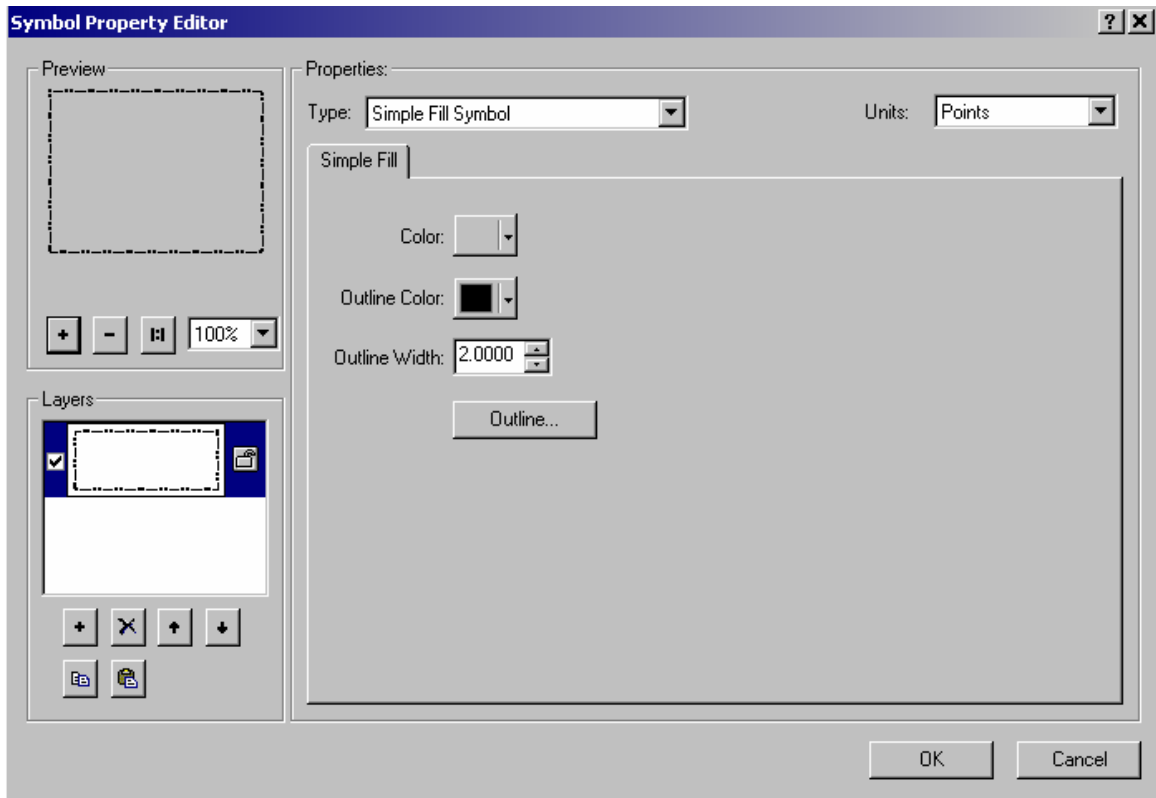 Symbol Property Editor
Preview
Properties:
Type: Simple Fill Symbol
Units: Points
Simple Fill
Color:
Outline Color:
100%
Outline Width: 2.0000
Layers
Outline...
OK
Cancel